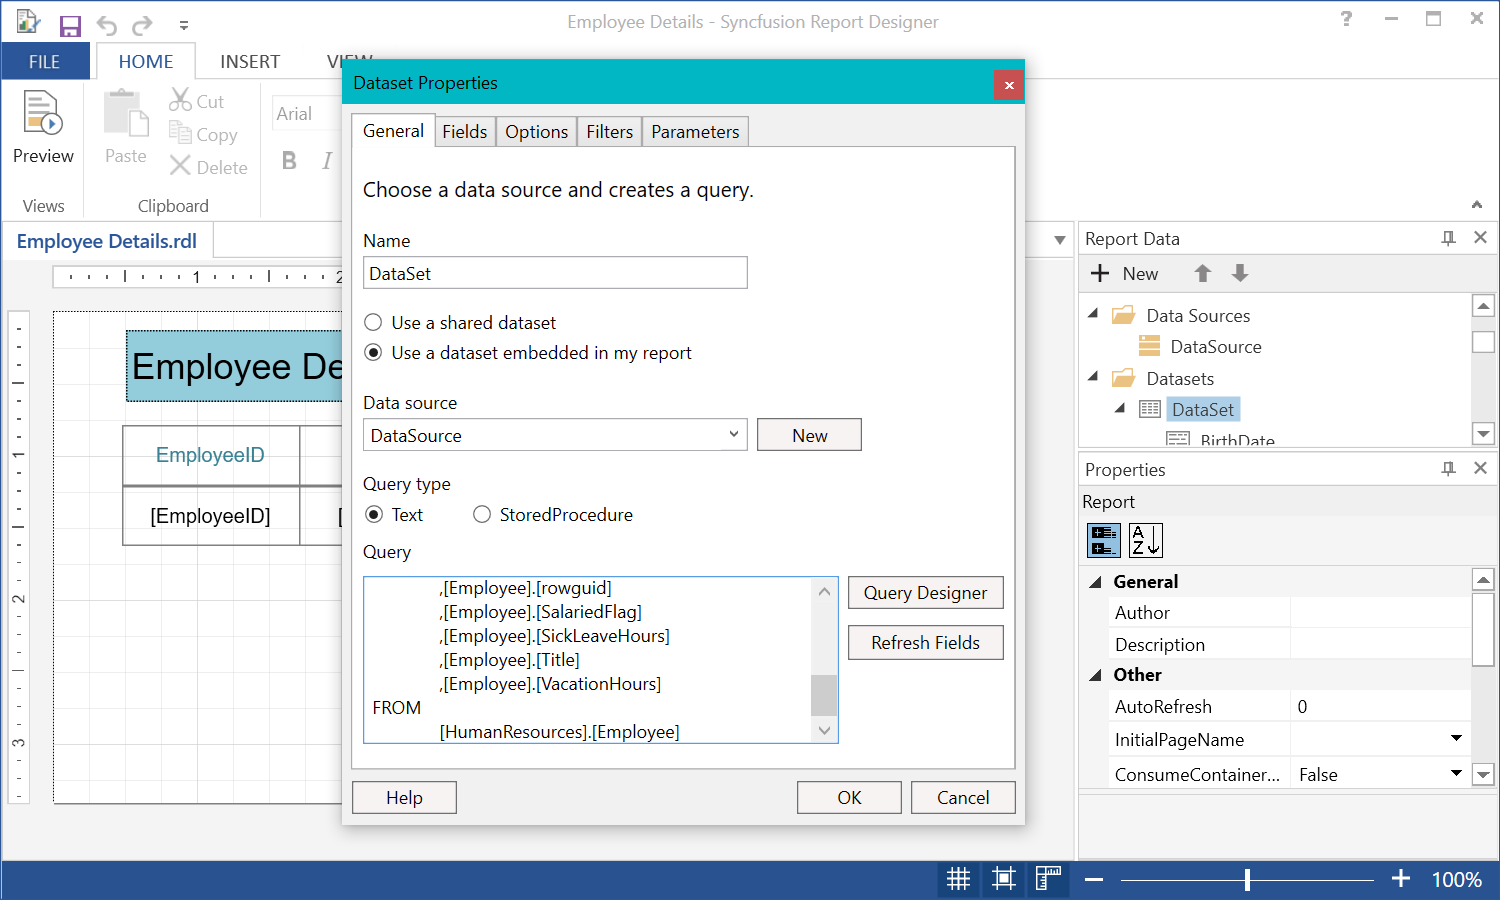 Employee Details - Syncfusion Report Designer
?
FILE
HOME
INSERT
VIEW
Preview
Views
Paste
Cut
Copy
Delete
Clipboard
Arial
B
I
Employee Details.rdl
1
2
1
2
3
Employee De
EmployeeID
[EmployeeID]
[
Dataset Properties
x
General
Fields
Options
Filters
Parameters
Choose a data source and creates a query.
Name
DataSet
Use a shared dataset
Use a dataset embedded in my report
Data source
DataSource
New
Query type
Text
StoredProcedure
Query
,[Employee].[rowguid]
,[Employee].[SalariedFlag]
,[Employee].[SickLeaveHours]
,[Employee].[Title]
,[Employee].[VacationHours]
FROM
[HumanResources].[Employee]
Query Designer
Refresh Fields
Help
OK
Cancel
Report Data
New
Data Sources
DataSource
Datasets
DataSet
BirthDate
Properties
Report
A
Z
General
Author
Description
Other
AutoRefresh 0
InitialPageName
ConsumeContainer... False
100%